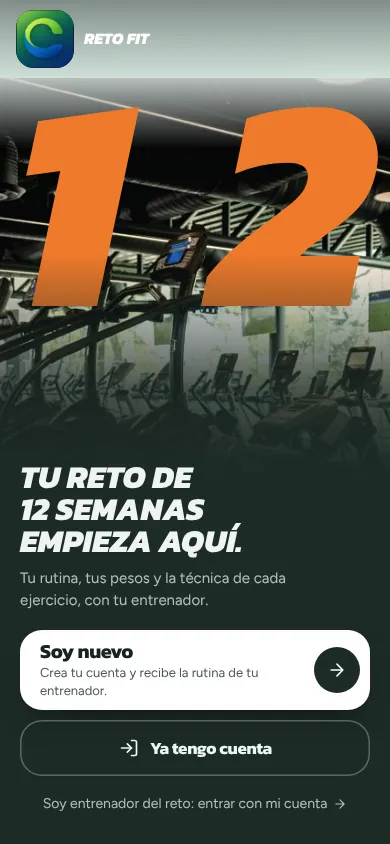 RETO FIT
12
TU RETO DE
12 SEMANAS
EMPIEZA AQUÍ.
Tu rutina, tus pesos y la técnica de cada
ejercicio, con tu entrenador.
Soy nuevo
Crea tu cuenta y recibe la rutina de tu
entrenador.
Ya tengo cuenta
Soy entrenador del reto: entrar con mi cuenta →